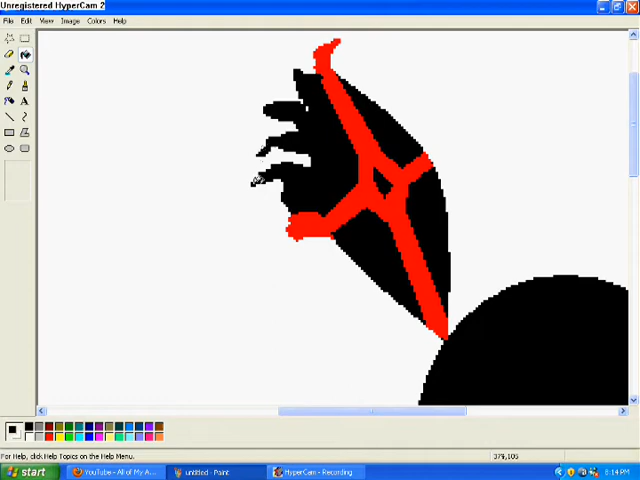 Unregistered HyperCam 2
File Edit View Image Colors Help
A
For Help, click Help Topics on the Help Menu.
379,105
start
YouTube - All of My A...
untitled - Paint
HyperCam - Recording
8:14 PM